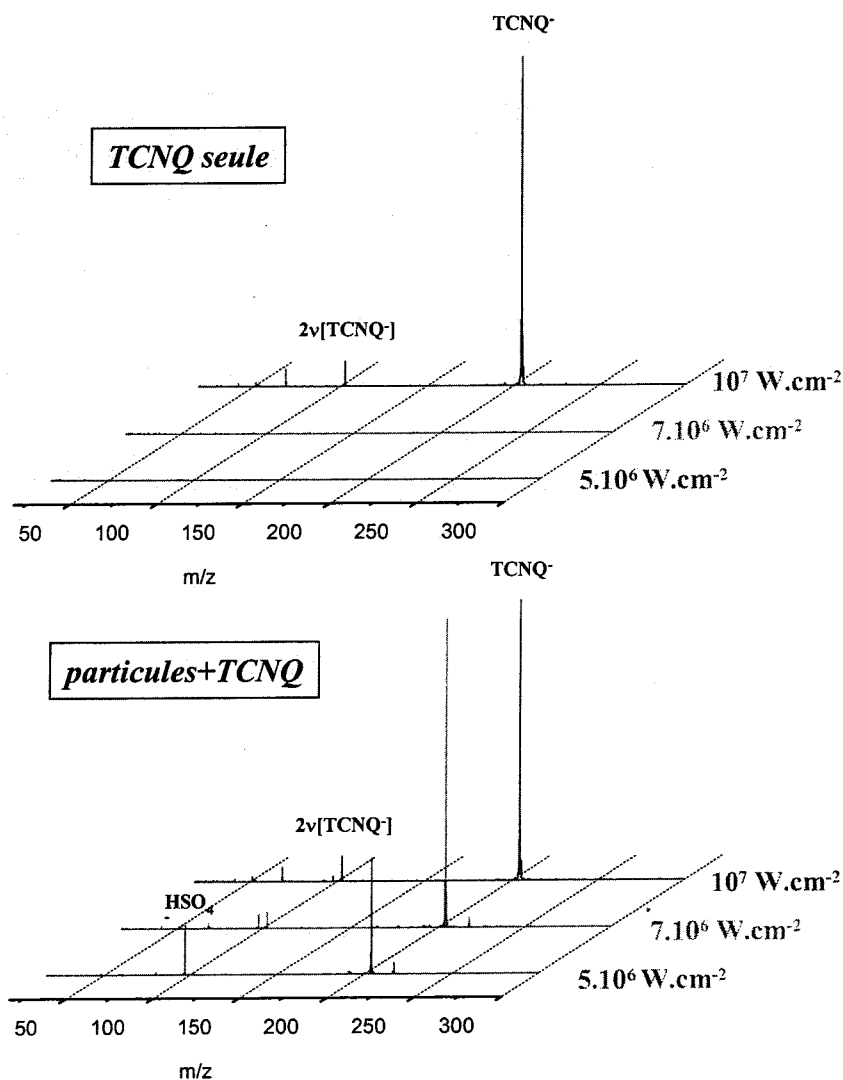 TCNQ⁻
TCNQ seule
2ν[TCNQ⁻]
10⁷ W.cm⁻²
7.10⁶ W.cm⁻²
5.10⁶ W.cm⁻²
50 100 150 200 250 300
m/z
TCNQ⁻
particules+TCNQ
2ν[TCNQ⁻]
10⁷ W.cm⁻²
HSO₄⁻
7.10⁶ W.cm⁻²
5.10⁶ W.cm⁻²
50 100 150 200 250 300
m/z